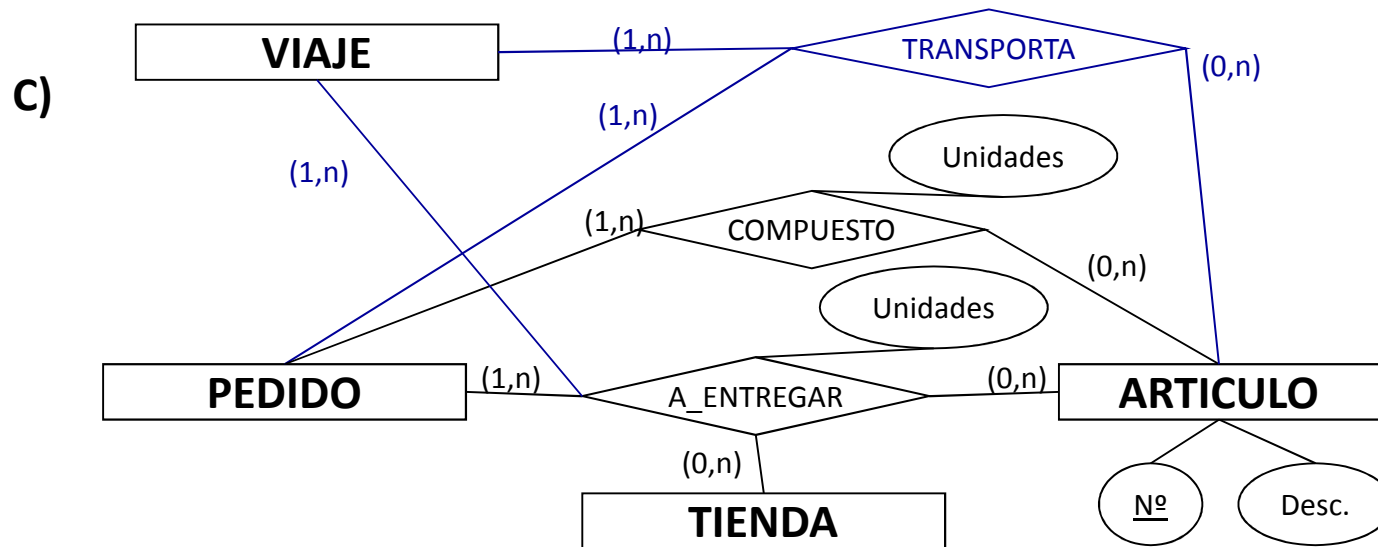 VIAJE
(1,n)
TRANSPORTA
(0,n)
C)
(1,n)
(1,n)
Unidades
(1,n)
COMPUESTO
(0,n)
Unidades
PEDIDO
(1,n)
A_ENTREGAR
(0,n)
ARTICULO
(0,n)
TIENDA
Nº
Desc.